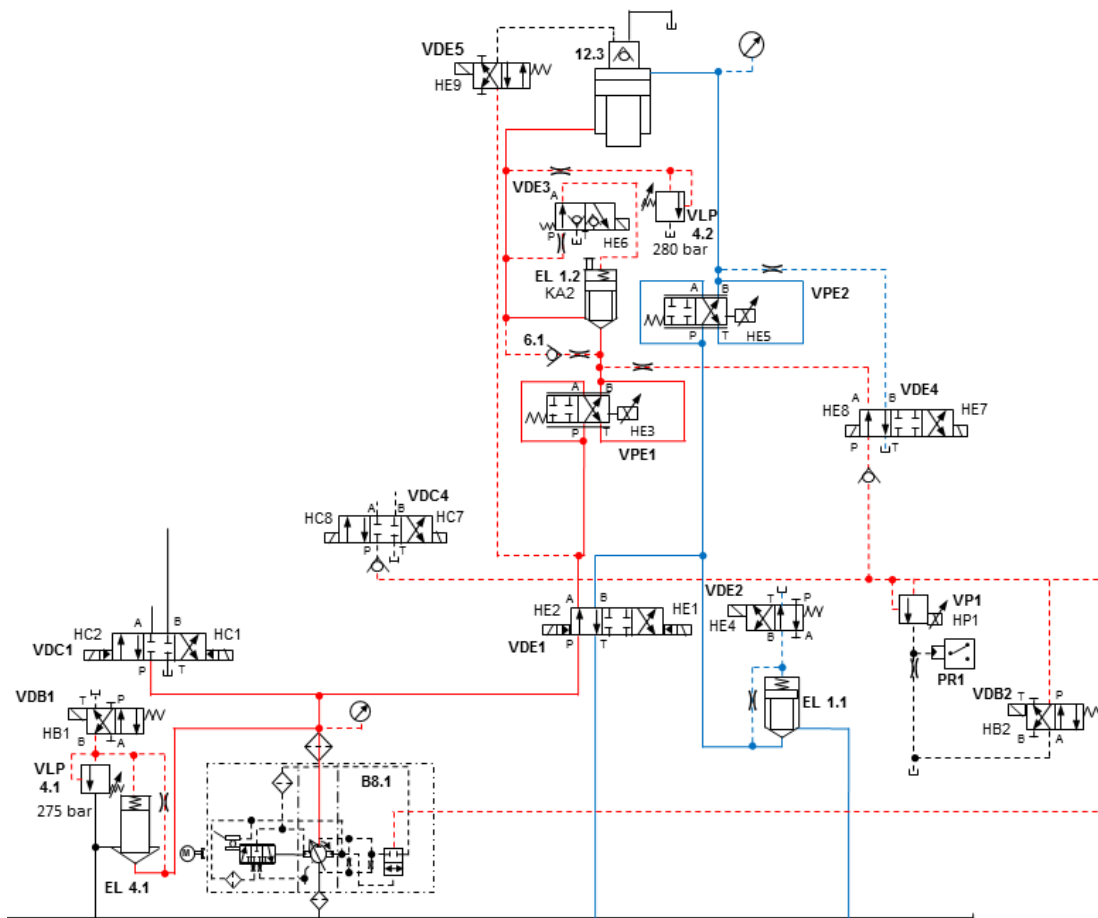 12.3
VDE5
HE9
VDE3
A
P
T
HE6
VLP
4.2
280 bar
EL 1.2
KA2
A
B
P
T
VPE2
HE5
6.1
A
B
P
T
HE3
VPE1
A
B
VDE4
HE8
HE7
P
T
VDC4
A
B
HC8
HC7
P
T
VDE2
T
P
HE4
B
A
A
B
HE2
HE1
VDE1
P
T
VP1
HP1
PR1
A
B
HC2
HC1
VDC1
P
T
VDB1
T
P
HB1
B
A
VLP
4.1
275 bar
EL 4.1
B8.1
M
EL 1.1
VDB2
T
P
HB2
B
A